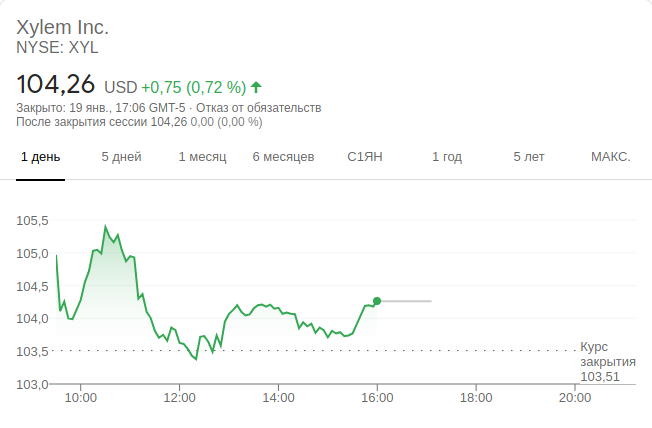 Xylem Inc.
NYSE: XYL
104,26 USD +0,75 (0,72 %)
Закрыто: 19 янв., 17:06 GMT-5 · Отказ от обязательств
После закрытия сессии 104,26 0,00 (0,00 %)
1 день 5 дней 1 месяц 6 месяцев С1ЯН 1 год 5 лет МАКС.
105,5
105,0
104,5
104,0
103,5
103,0
Курс
закрытия
103,51
10:00 12:00 14:00 16:00 18:00 20:00